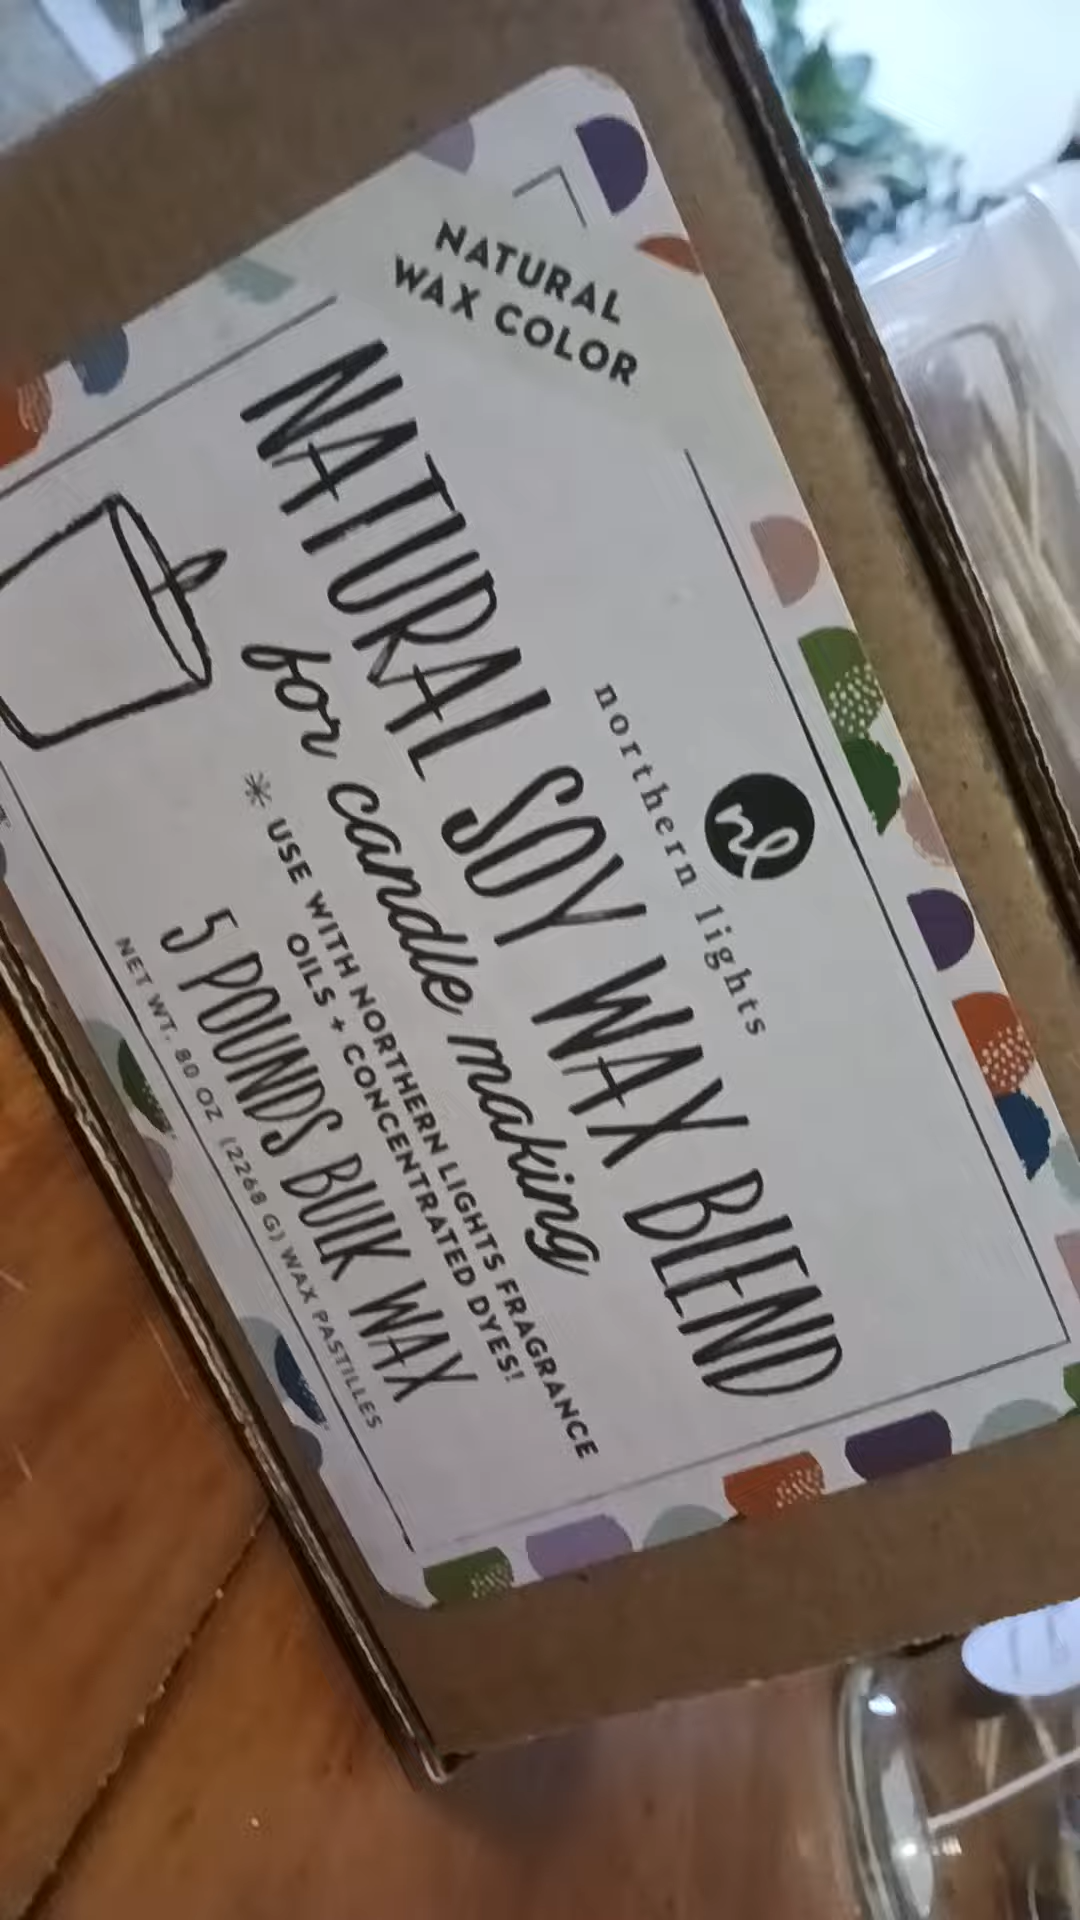 NATURAL
WAX COLOR
nl
northern lights
NATURAL SOY WAX BLEND
for candle making
* USE WITH NORTHERN LIGHTS FRAGRANCE
OILS + CONCENTRATED DYES!
5 POUNDS BULK WAX
NET WT. 80 OZ (2268 G) WAX PASTILLES